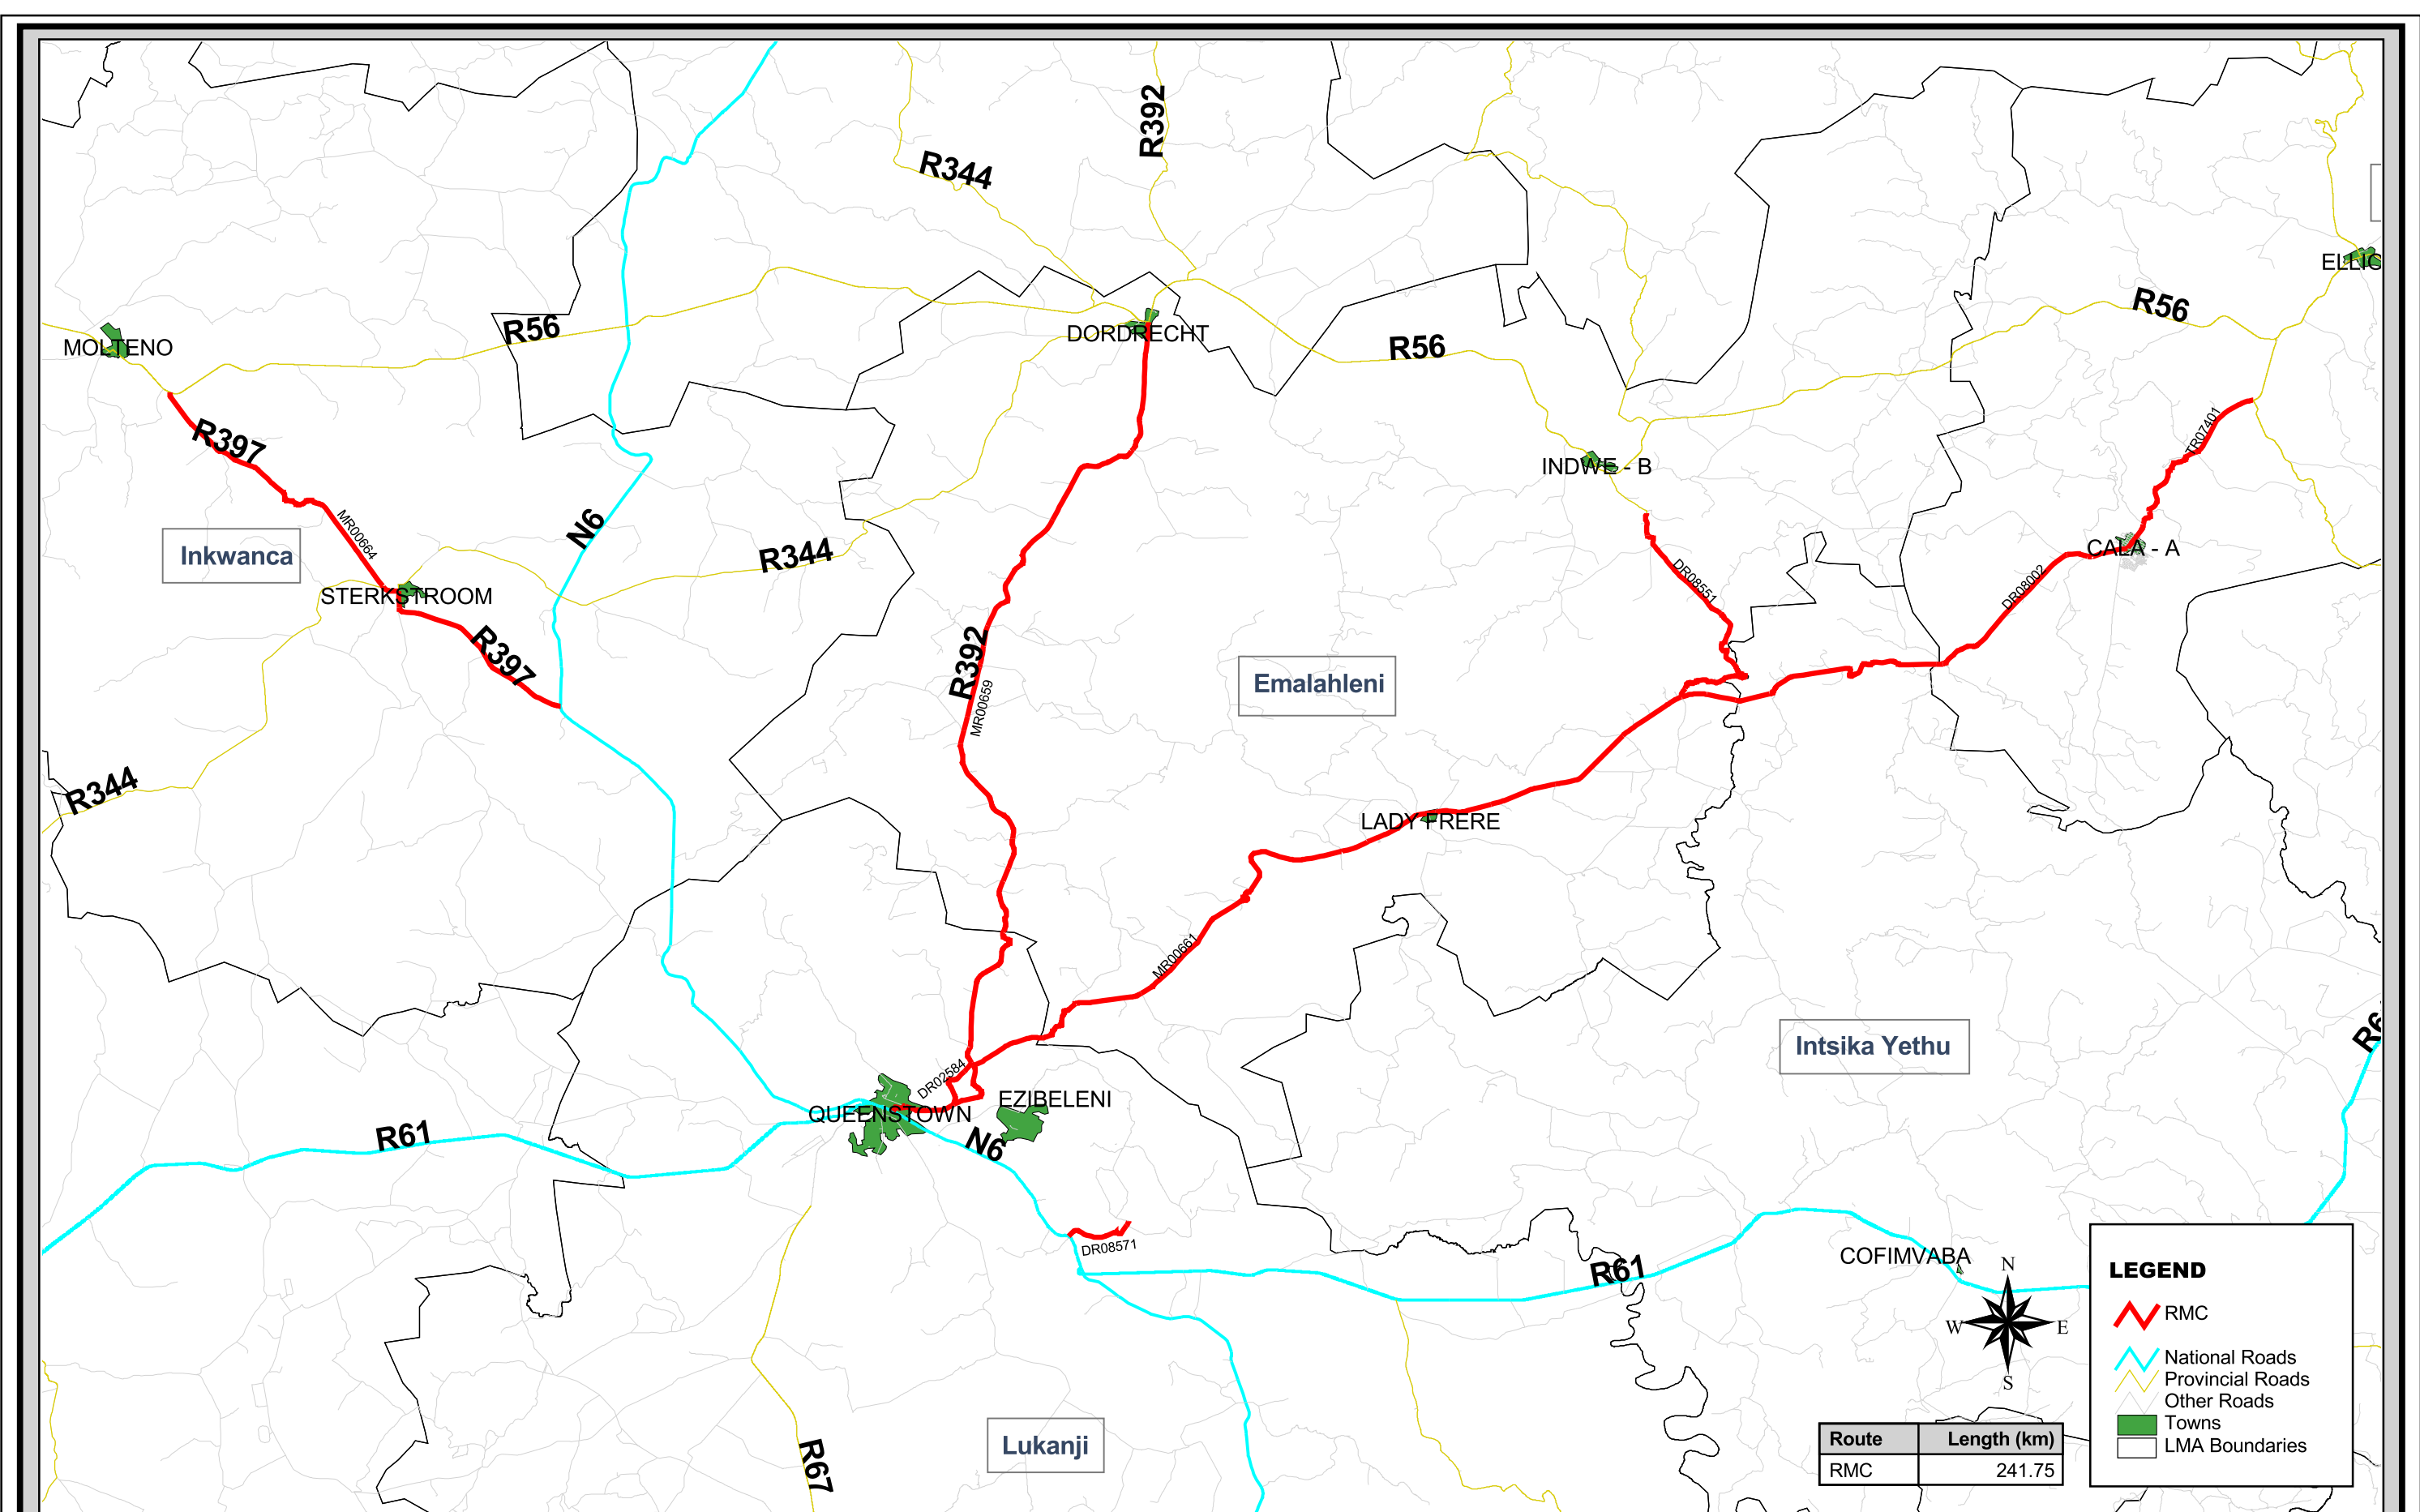 R392
R344
ELLIC
R56
R56
MOLTENO
DORDRECHT
R56
R397
TR07401
INDWE - B
MR00664
N6
Inkwanca
R344
CALA - A
DR08551
DR08002
STERKSTROOM
R397
R392
MR00659
Emalahleni
R344
LADY FRERE
MR00661
R6
Intsika Yethu
DR02584
EZIBELENI
QUEENSTOWN
R61
N6
DR08571
COFIMVABA
R61
N
W E
S
LEGEND
RMC
National Roads
Provincial Roads
Other Roads
Towns
LMA Boundaries
Lukanji
R67
Route Length (km)
RMC 241.75